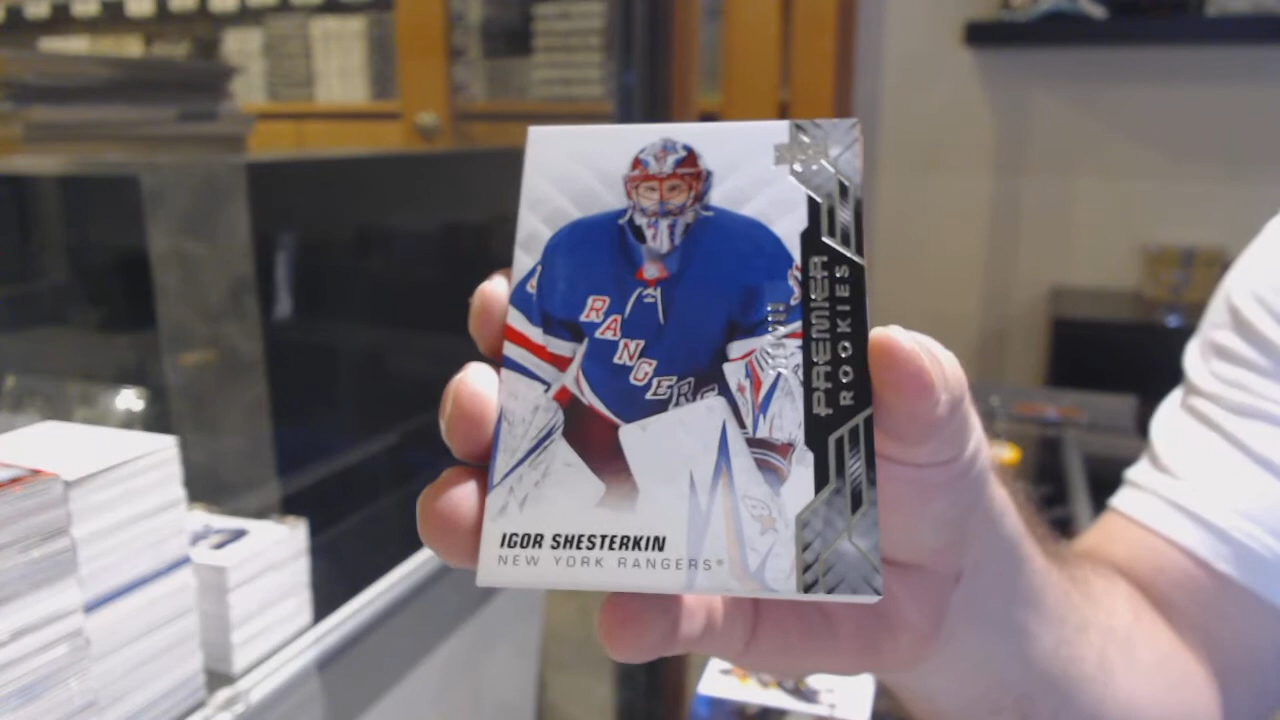 RANGERS
PREMIER
ROOKIES
IGOR SHESTERKIN
NEW YORK RANGERS®